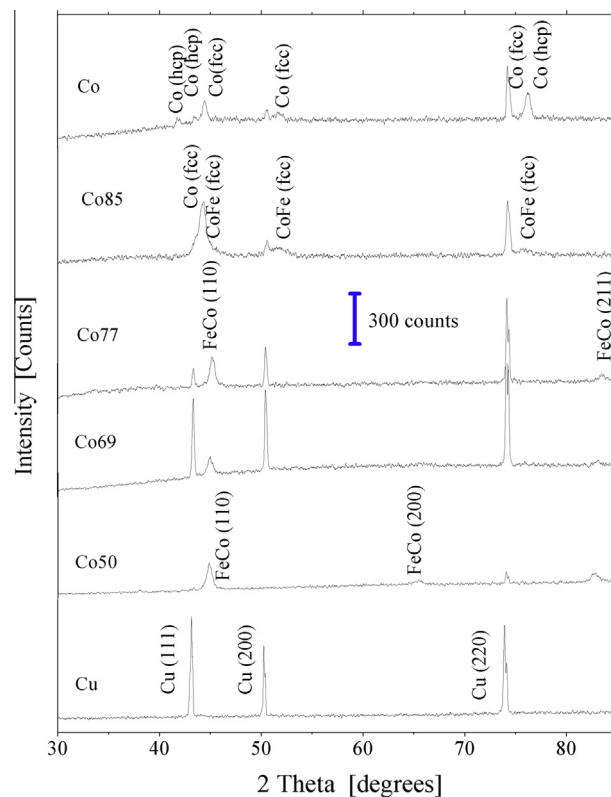 Co (hcp)
Co (hcp)
Co(fcc)
Co (fcc)
Co (fcc)
Co (hcp)
Co
Co (fcc)
CoFe (fcc)
CoFe (fcc)
CoFe (fcc)
Co85
FeCo (110)
300 counts
FeCo (211)
Co77
Co69
FeCo (110)
FeCo (200)
Co50
Cu (111)
Cu (200)
Cu (220)
Cu
Intensity [Counts]
30 40 50 60 70 80
2 Theta [degrees]